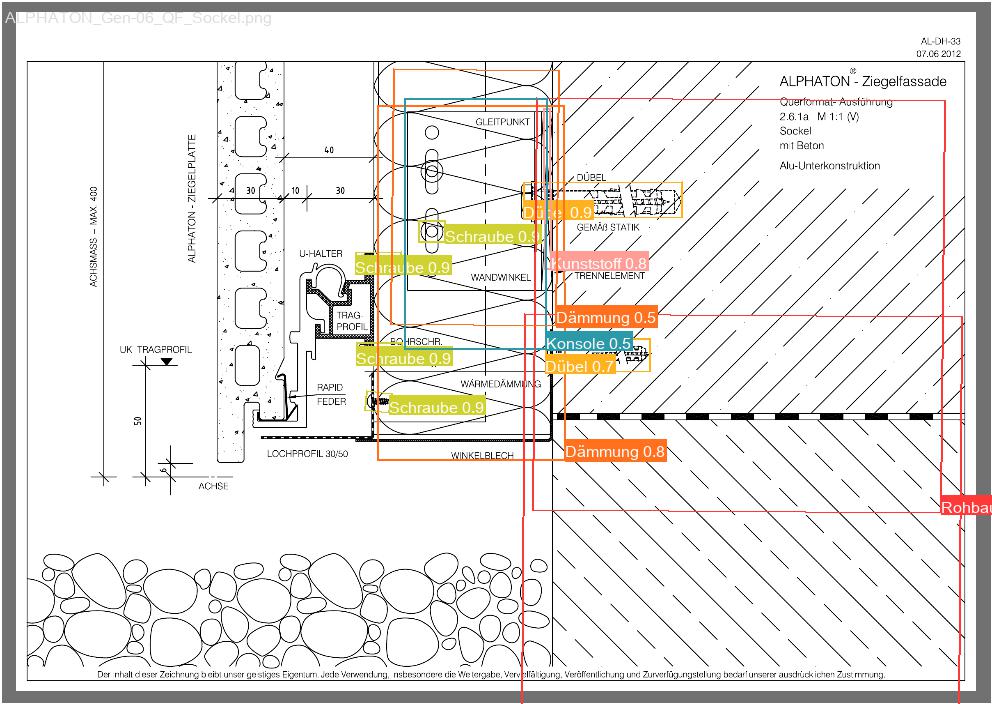 ALPHATON_Gen-06_QF_Sockel.png
AL-DH-33
07.06 2012
ALPHATON® - Ziegelfassade
Querformat- Ausführung
2.6.1a M 1:1 (V)
Sockel
mit Beton
Alu-Unterkonstruktion
GLEITPUNKT
40
DÜBEL
30
10
30
Dübel 0.9
GEMÄß STATIK
ACHSMASS – MAX 400
ALPHATON - ZIEGELPLATTE
Schraube 0.9
U-HALTER
Schraube 0.9
Kunststoff 0.8
WANDWINKEL
TRENNELEMENT
TRAG-
PROFIL
Dämmung 0.5
BOHRSCHR.
Konsole 0.5
UK TRAGPROFIL
Schraube 0.9
Dübel 0.7
RAPID
FEDER
WÄRMEDÄMMUNG
Schraube 0.9
50
6
LOCHPROFIL 30/50
WINKELBLECH
Dämmung 0.8
ACHSE
Rohbau
Der Inhalt dieser Zeichnung bleibt unser geistiges Eigentum. Jede Verwendung, insbesondere die Weitergabe, Vervielfältigung, Veröffentlichung und Zurverfügungstellung bedarf unserer ausdrücklichen Zustimmung.